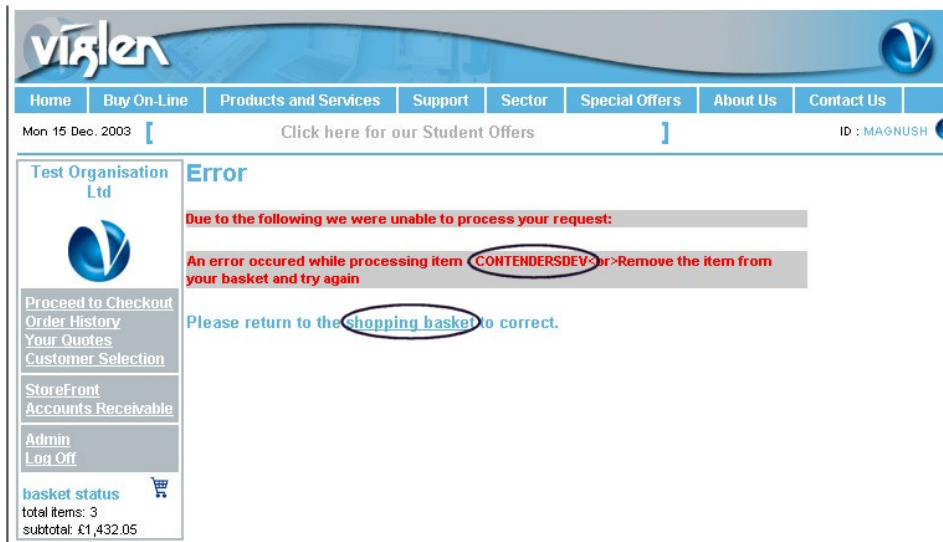 viglen
Home Buy On-Line Products and Services Support Sector Special Offers About Us Contact Us
Mon 15 Dec. 2003 [ Click here for our Student Offers ] ID : MAGNUSH
Test Organisation
Ltd
Proceed to Checkout
Order History
Your Quotes
Customer Selection
StoreFront
Accounts Receivable
Admin
Log Off
basket status
total items: 3
subtotal: £1,432.05
Error
Due to the following we were unable to process your request:
An error occured while processing item CONTENDERSDEV<br>Remove the item from
your basket and try again
Please return to the shopping basket to correct.